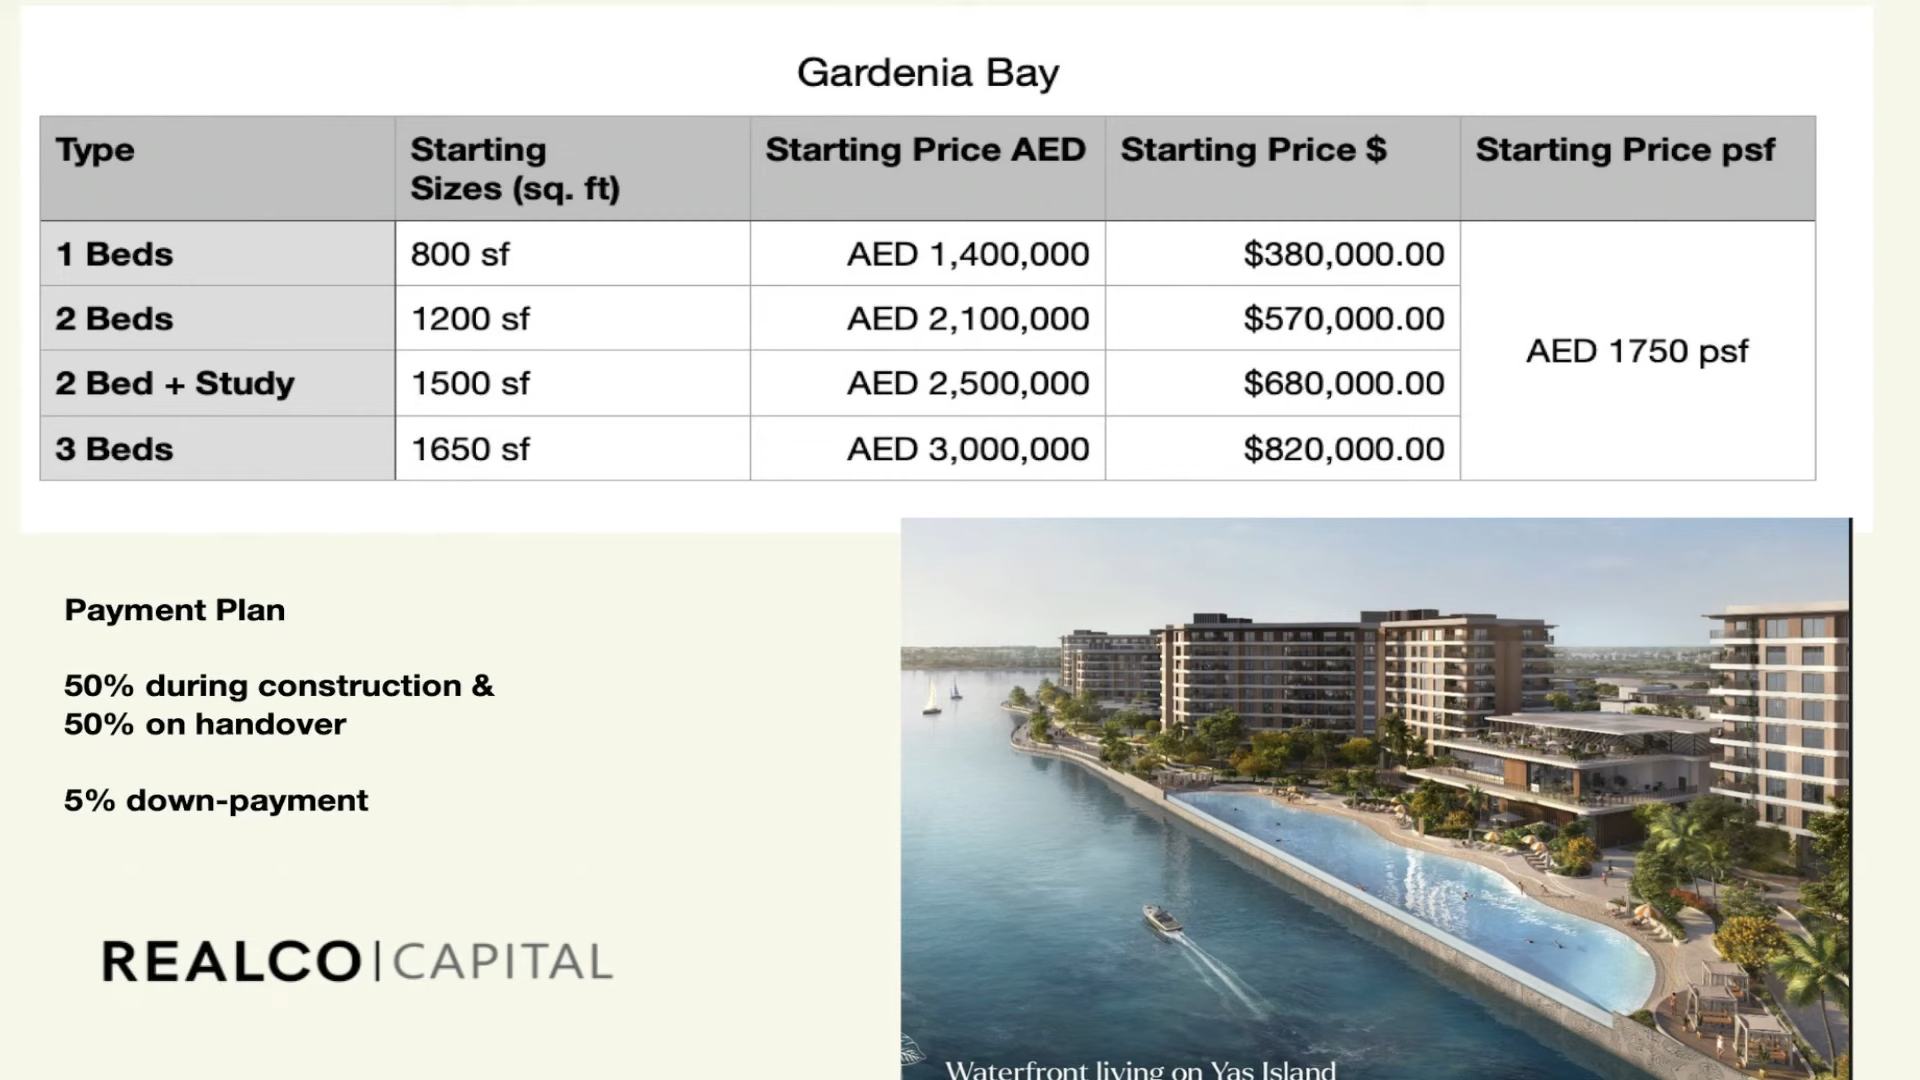 Gardenia Bay
Type
Starting
Sizes (sq. ft)
Starting Price AED
Starting Price $
Starting Price psf
1 Beds
800 sf
AED 1,400,000
$380,000.00
AED 1750 psf
2 Beds
1200 sf
AED 2,100,000
$570,000.00
2 Bed + Study
1500 sf
AED 2,500,000
$680,000.00
3 Beds
1650 sf
AED 3,000,000
$820,000.00
Payment Plan
50% during construction &
50% on handover
5% down-payment
REALCO|CAPITAL
Waterfront living on Yas Island